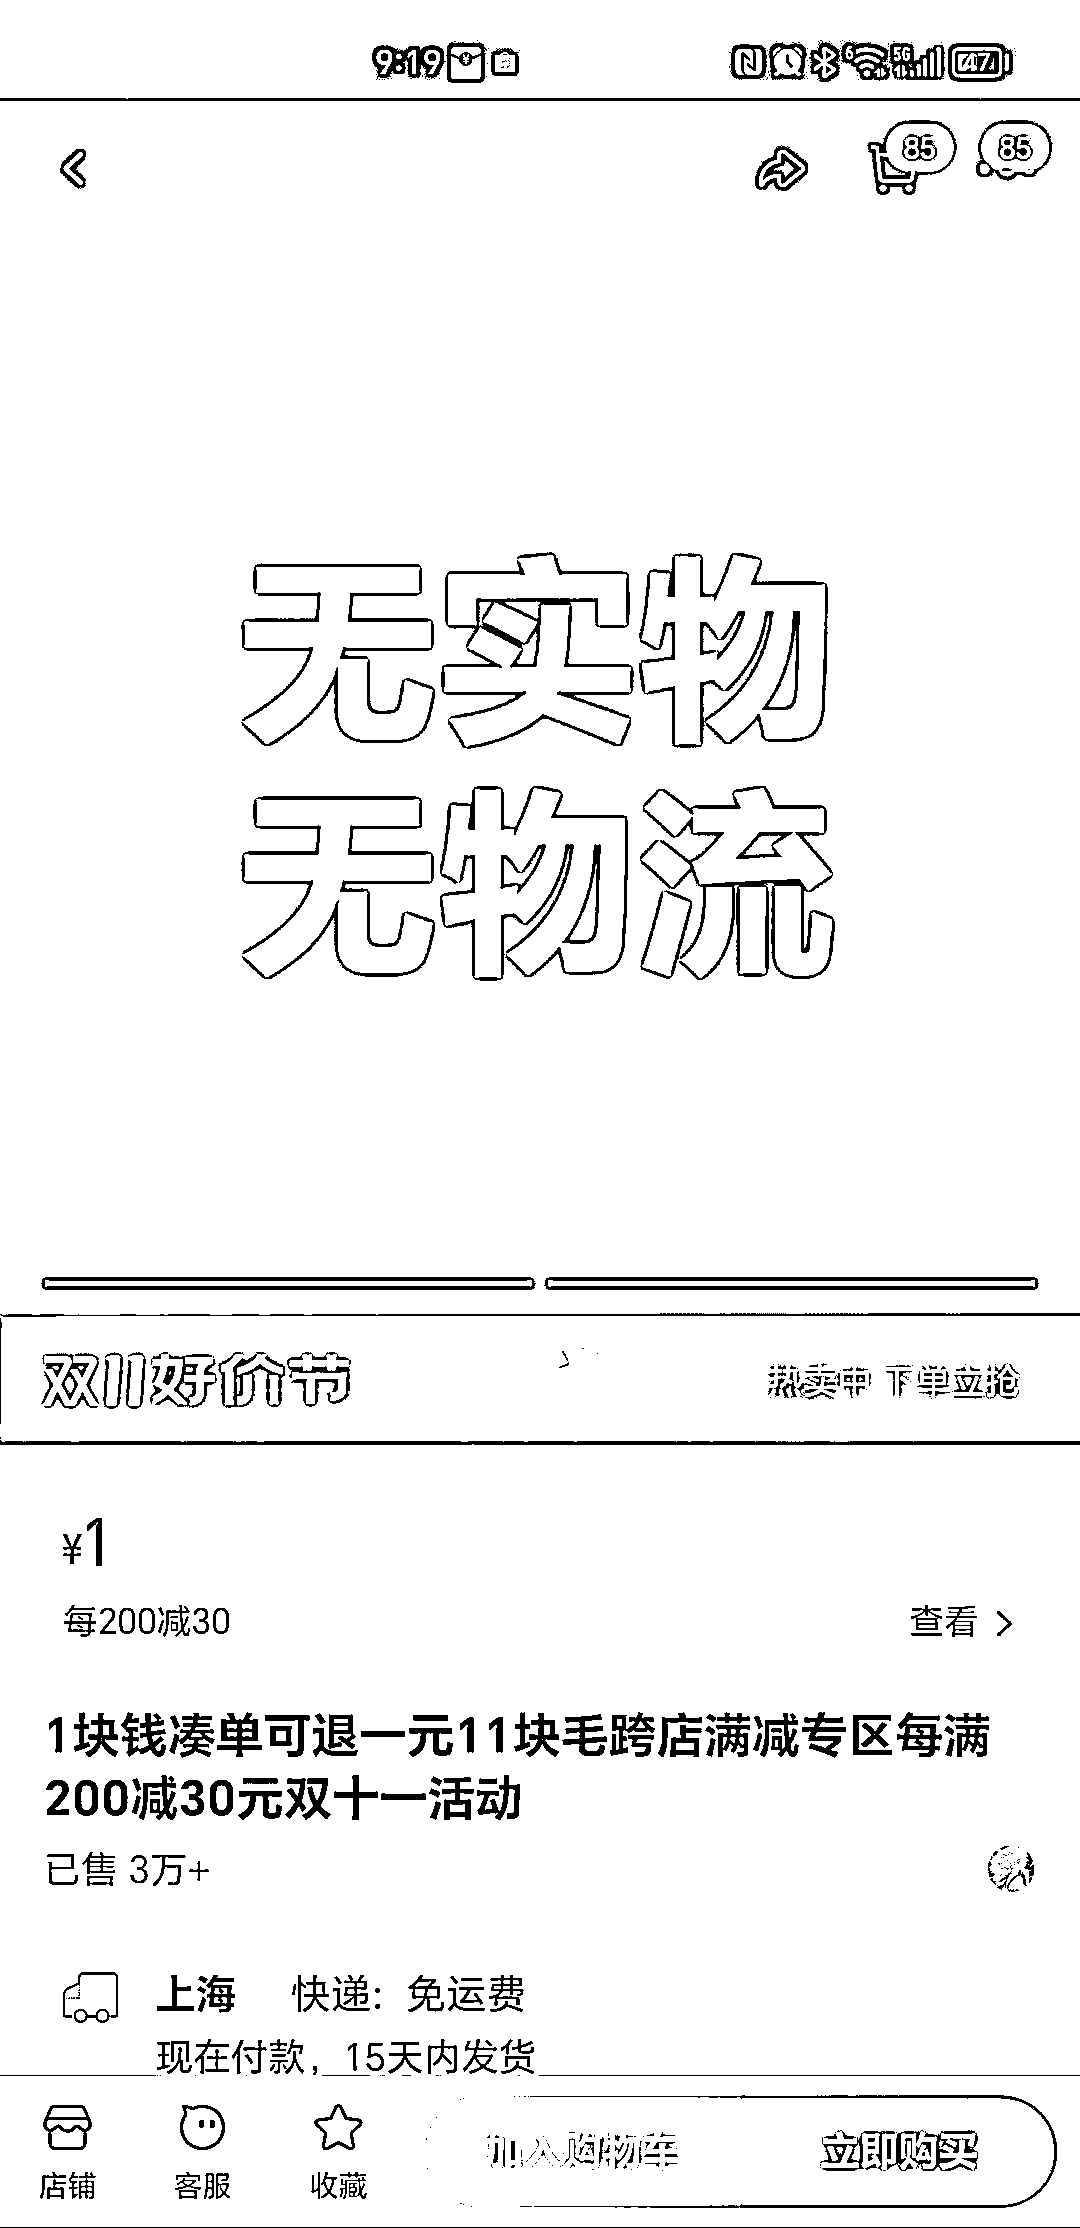 9:19 6 5G 47
85 85
无实物
无物流
双11好价节 热卖中 下单立抢
¥1
每200减30 查看
1块钱凑单可退一元11块毛跨店满减专区每满
200减30元双十一活动
已售 3万+
上海 快递：免运费
现在付款，15天内发货
店铺 客服 收藏 加入购物车 立即购买